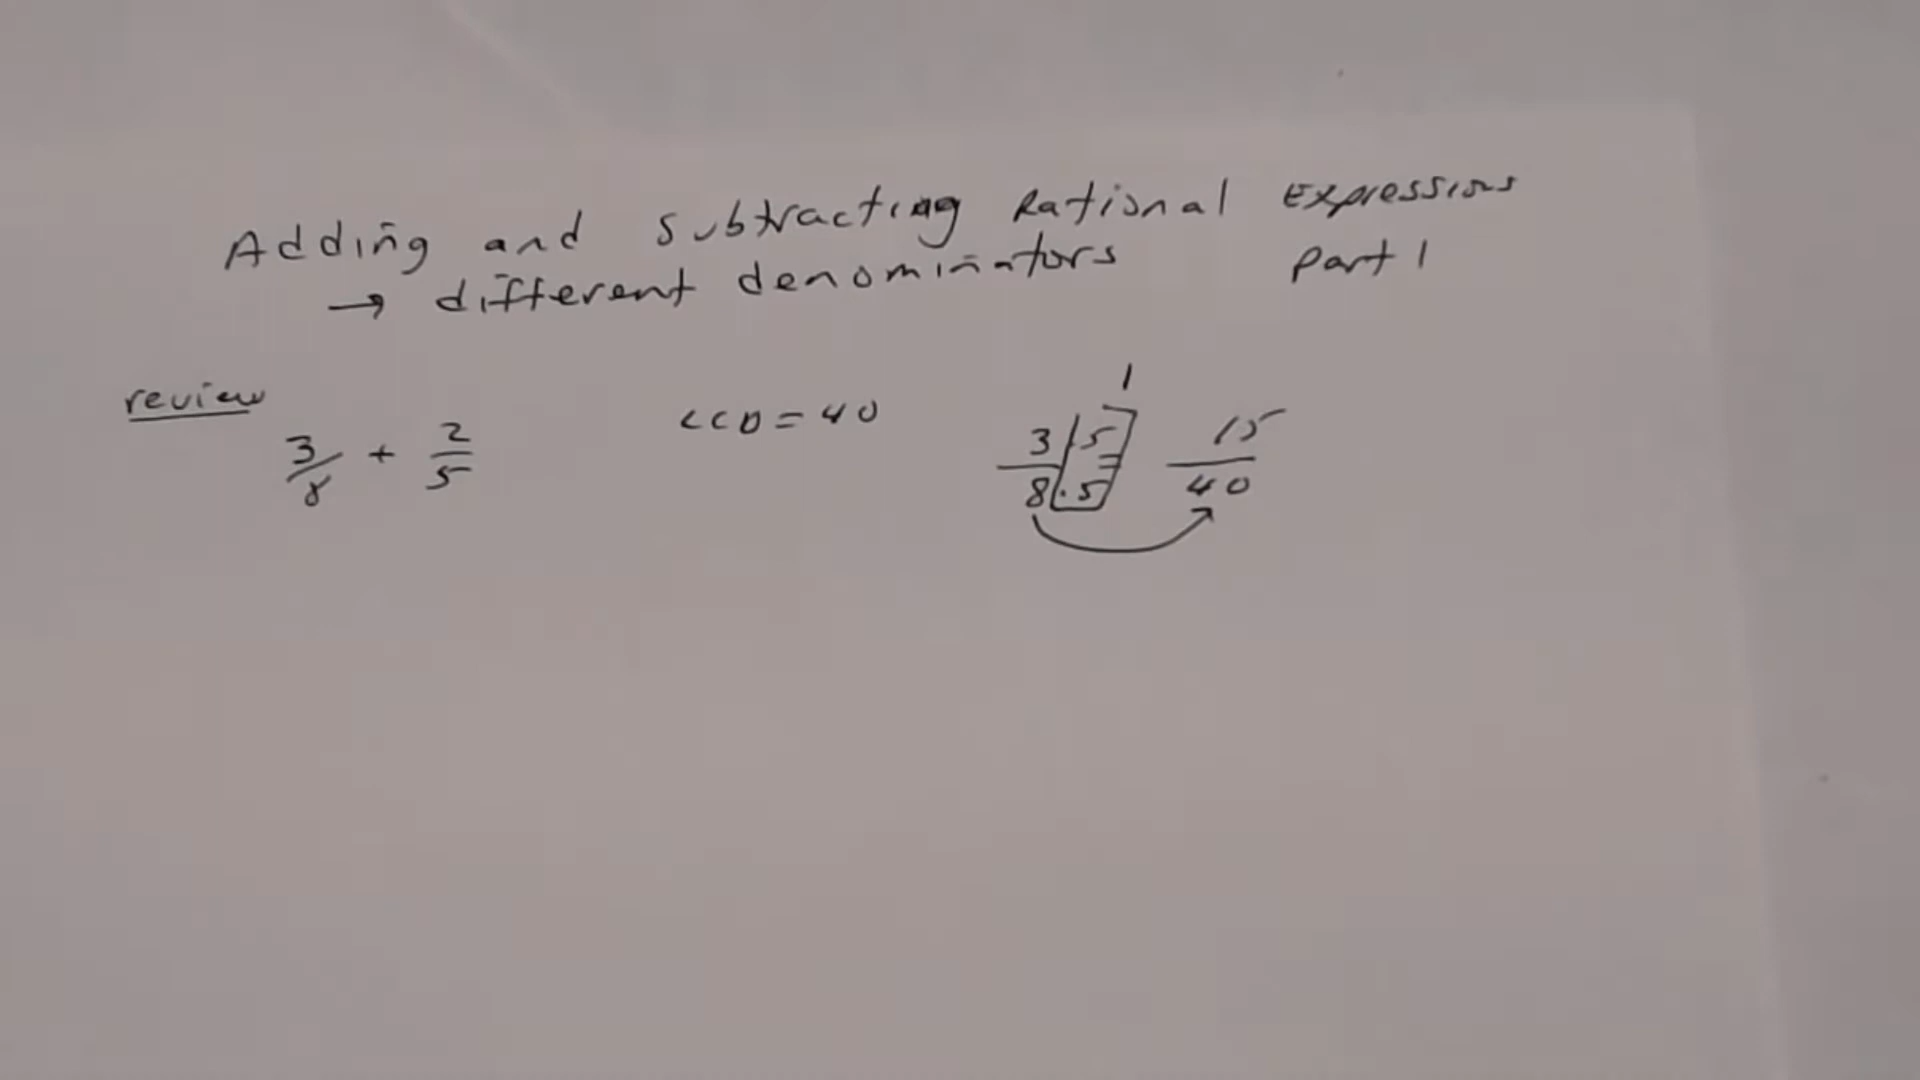 Adding and Subtracting Rational Expressions
→ different denominators Part 1
review
3/8 + 2/5 LCD = 40 3/8 [5/·5] 1 = 15/40